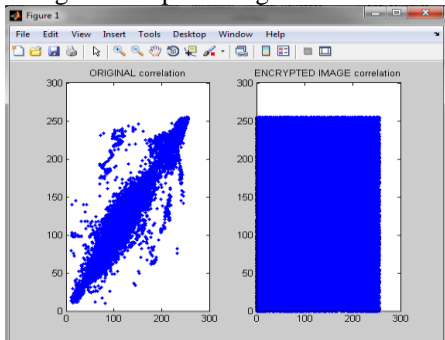 Figure 1
File Edit View Insert Tools Desktop Window Help
ORIGINAL correlation
ENCRYPTED IMAGE correlation
300
250
200
150
100
50
0
0 100 200 300
300
250
200
150
100
50
0
0 100 200 300